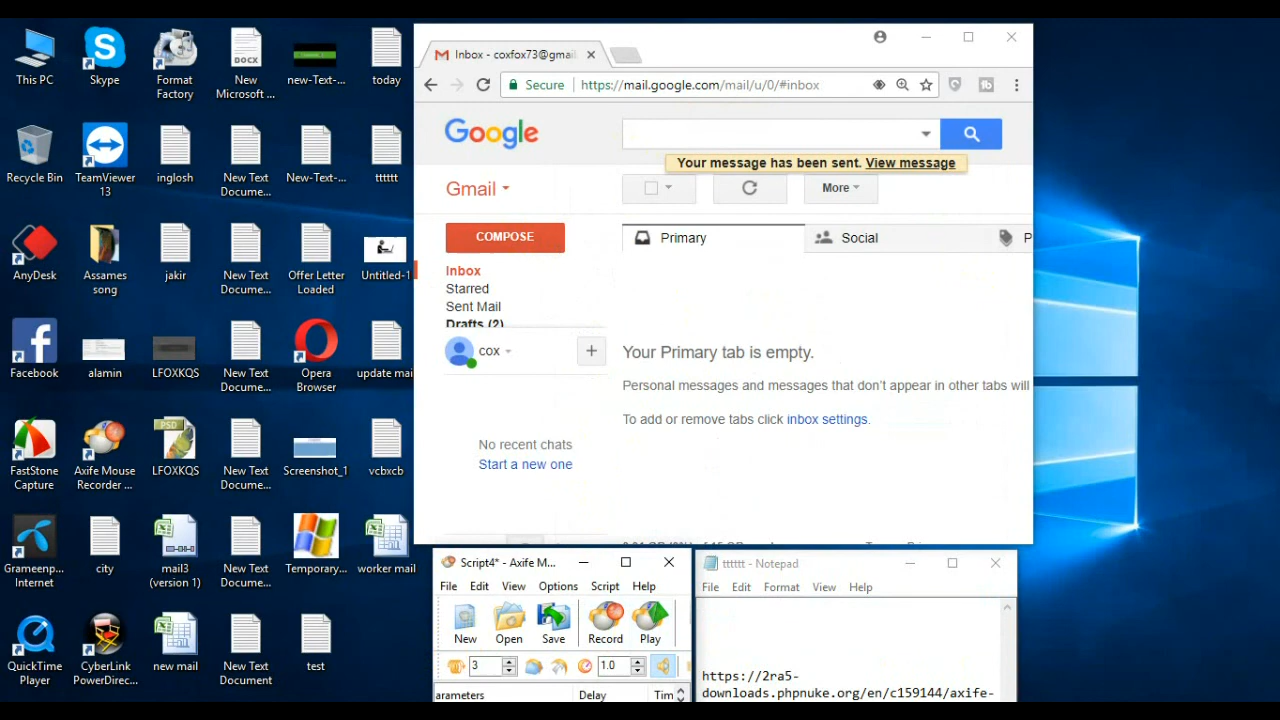 This PC
Skype
Format
Factory
New
Microsoft ...
new-Text-...
today
Recycle Bin
TeamViewer
13
inglosh
New Text
Docume...
New-Text-...
tttttt
AnyDesk
Assames
song
jakir
New Text
Docume...
Offer Letter
Loaded
Untitled-1
Facebook
alamin
LFOXKQS
New Text
Docume...
Opera
Browser
update mai
FastStone
Capture
Axife Mouse
Recorder ...
LFOXKQS
New Text
Docume...
Screenshot_1
vcbxcb
Grameenp...
Internet
city
mail3
(version 1)
New Text
Docume...
Temporary...
worker mail
QuickTime
Player
CyberLink
PowerDirec...
new mail
New Text
Document
test
DOCX
PSD
Inbox - coxfox73@gmai
Secure
https://mail.google.com/mail/u/0/#inbox
Google
Your message has been sent. View message
Gmail
More
COMPOSE
Primary
Social
P
Inbox
Starred
Sent Mail
Drafts (2)
cox
Your Primary tab is empty.
Personal messages and messages that don't appear in other tabs will
To add or remove tabs click inbox settings.
No recent chats
Start a new one
Script4* - Axife M...
File Edit View Options Script Help
New Open Save Record Play
3
1.0
arameters Delay Tim
tttttt - Notepad
File Edit Format View Help
https://2ra5-
downloads.phpnuke.org/en/c159144/axife-